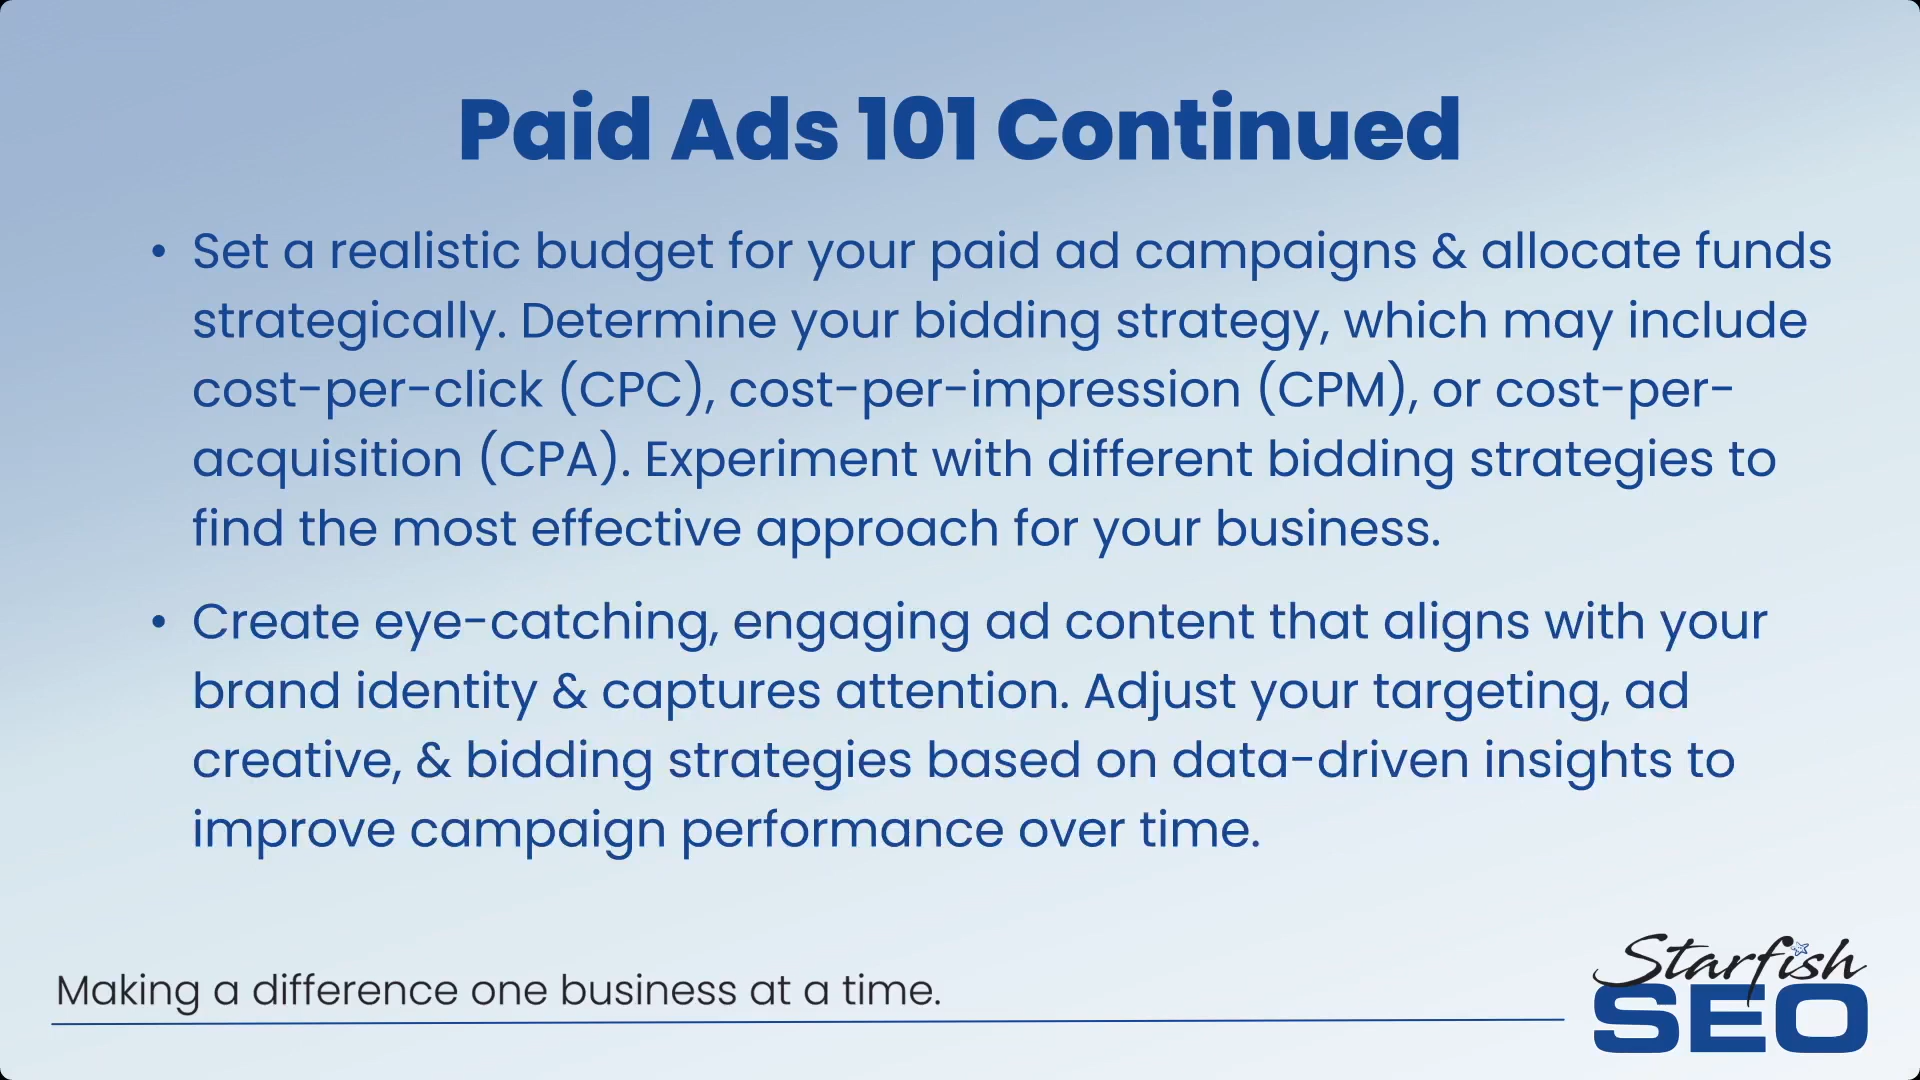 Paid Ads 101 Continued
• Set a realistic budget for your paid ad campaigns & allocate funds
strategically. Determine your bidding strategy, which may include
cost-per-click (CPC), cost-per-impression (CPM), or cost-per-
acquisition (CPA). Experiment with different bidding strategies to
find the most effective approach for your business.
• Create eye-catching, engaging ad content that aligns with your
brand identity & captures attention. Adjust your targeting, ad
creative, & bidding strategies based on data-driven insights to
improve campaign performance over time.
Making a difference one business at a time.
Starfish
SEO